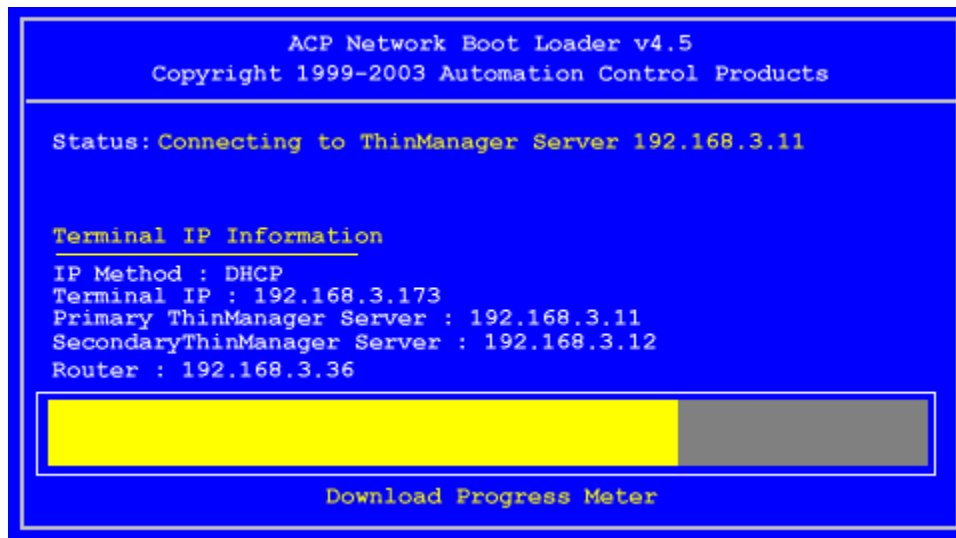 ACP Network Boot Loader v4.5
Copyright 1999-2003 Automation Control Products
Status: Connecting to ThinManager Server 192.168.3.11
Terminal IP Information
IP Method : DHCP
Terminal IP : 192.168.3.173
Primary ThinManager Server : 192.168.3.11
SecondaryThinManager Server : 192.168.3.12
Router : 192.168.3.36
Download Progress Meter